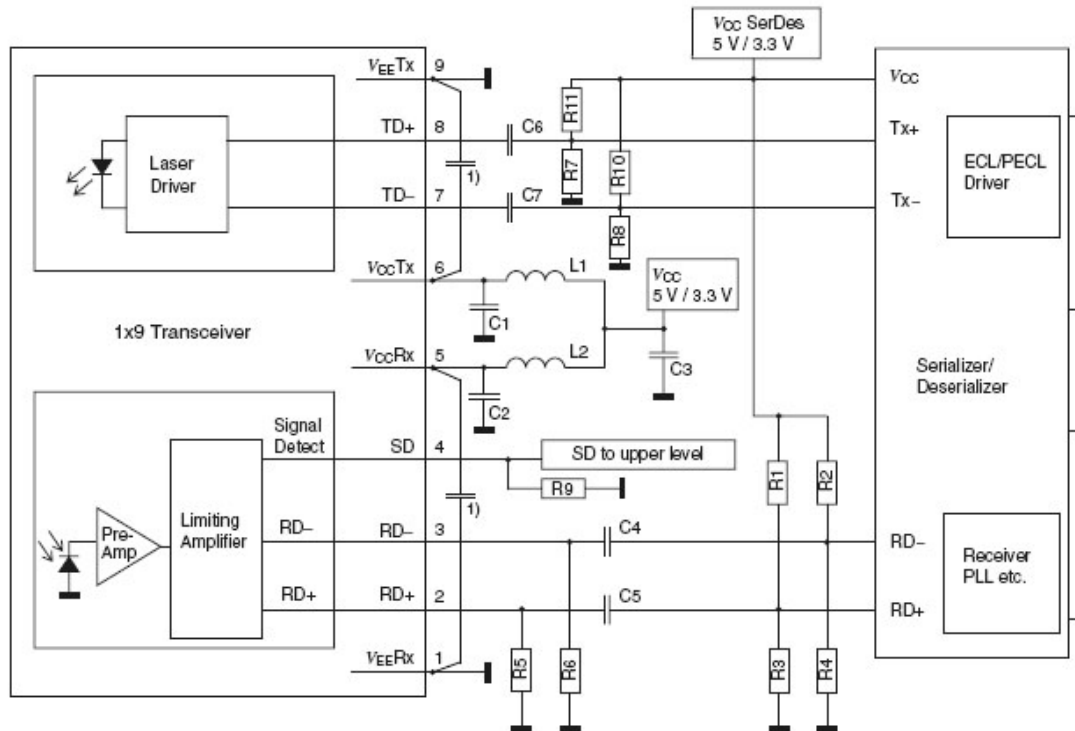 VCC SerDes
5 V / 3.3 V
VEETx
9
VCC
TD+
8
C6
R11
Tx+
Laser
Driver
1)
R7
R10
ECL/PECL
Driver
TD−
7
C7
Tx−
R8
VCCTx
6
L1
VCC
5 V / 3.3 V
C1
1x9 Transceiver
VCCRx
5
L2
C3
C2
Serializer/
Deserializer
Signal
Detect
SD
4
SD to upper level
R9
R1
R2
1)
Pre-
Amp
Limiting
Amplifier
RD−
RD−
3
C4
RD−
Receiver
PLL etc.
RD+
RD+
2
C5
RD+
VEERx
1
R5
R6
R3
R4